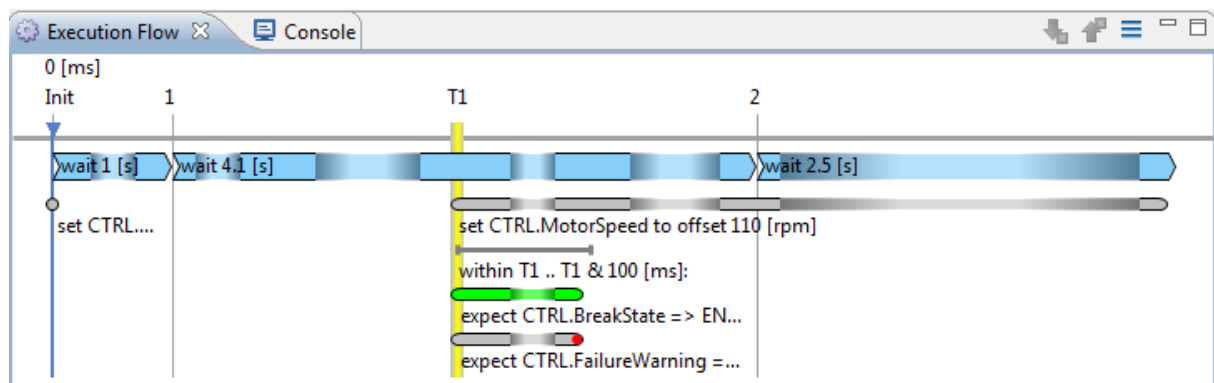 Execution Flow Console
0 [ms]
Init 1 T1 2
wait 1 [s] wait 4.1 [s] wait 2.5 [s]
set CTRL.... set CTRL.MotorSpeed to offset 110 [rpm]
within T1 .. T1 & 100 [ms]:
expect CTRL.BreakState => EN...
expect CTRL.FailureWarning =...